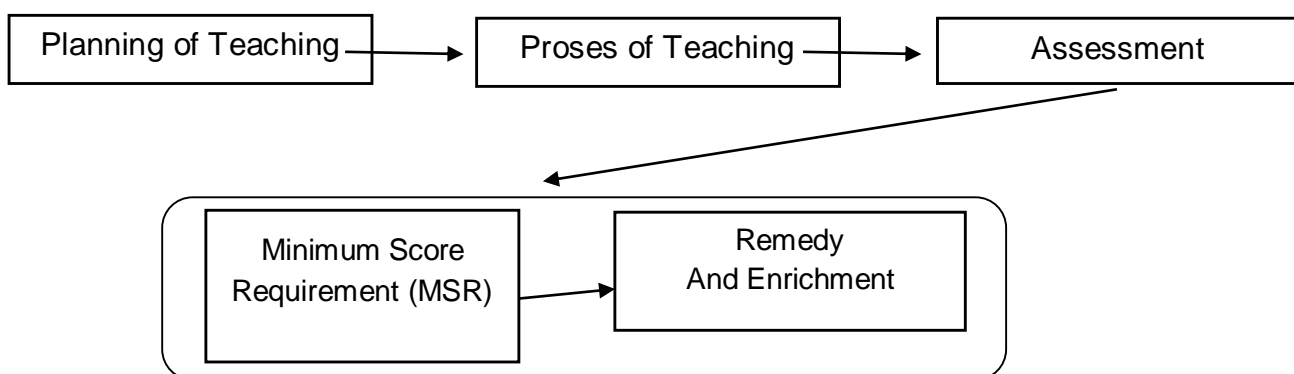 Planning of Teaching
Proses of Teaching
Assessment
Minimum Score
Requirement (MSR)
Remedy
And Enrichment